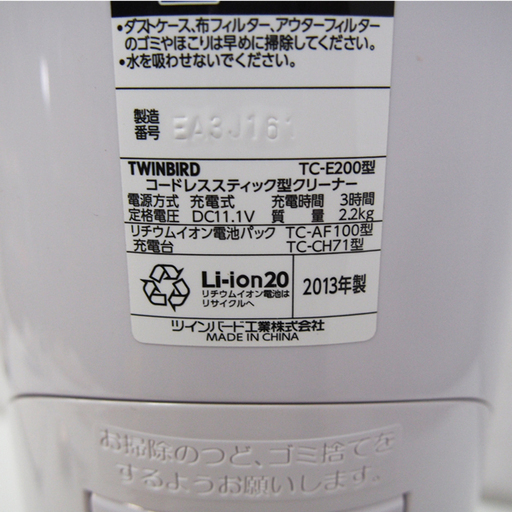 •ダストケース、布フィルター、アウターフィルター
のゴミやほこりは早めに掃除してください。
•水を吸わせないでください。
製造番号 EA3J161
TWINBIRD TC-E200型
コードレススティック型クリーナー
電源方式 充電式 充電時間 3時間
定格電圧 DC11.1V 質量 2.2kg
リチウムイオン電池パック TC-AF100型
充電台 TC-CH71型
Li-ion20
リチウムイオン電池は
リサイクルへ
2013年製
ツインバード工業株式会社
MADE IN CHINA
お掃除のつど、ゴミ捨てを
するようお願いします。